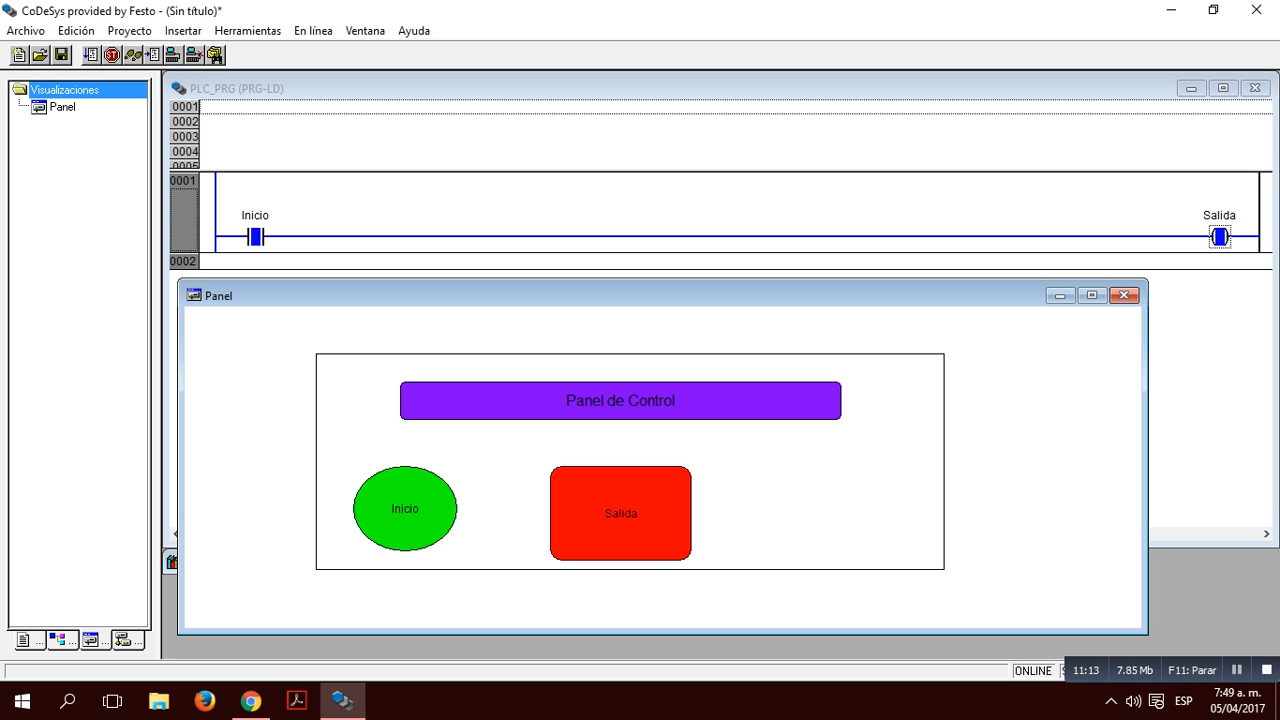 CoDeSys provided by Festo - (Sin título)*
Archivo Edición Proyecto Insertar Herramientas En línea Ventana Ayuda
Visualizaciones
Panel
PLC_PRG (PRG-LD)
0001
0002
0003
0004
0005
0001
Inicio
Salida
0002
Panel
Panel de Control
Inicio
Salida
ONLINE
11:13 7.85 Mb F11: Parar
ESP
7:49 a. m.
05/04/2017